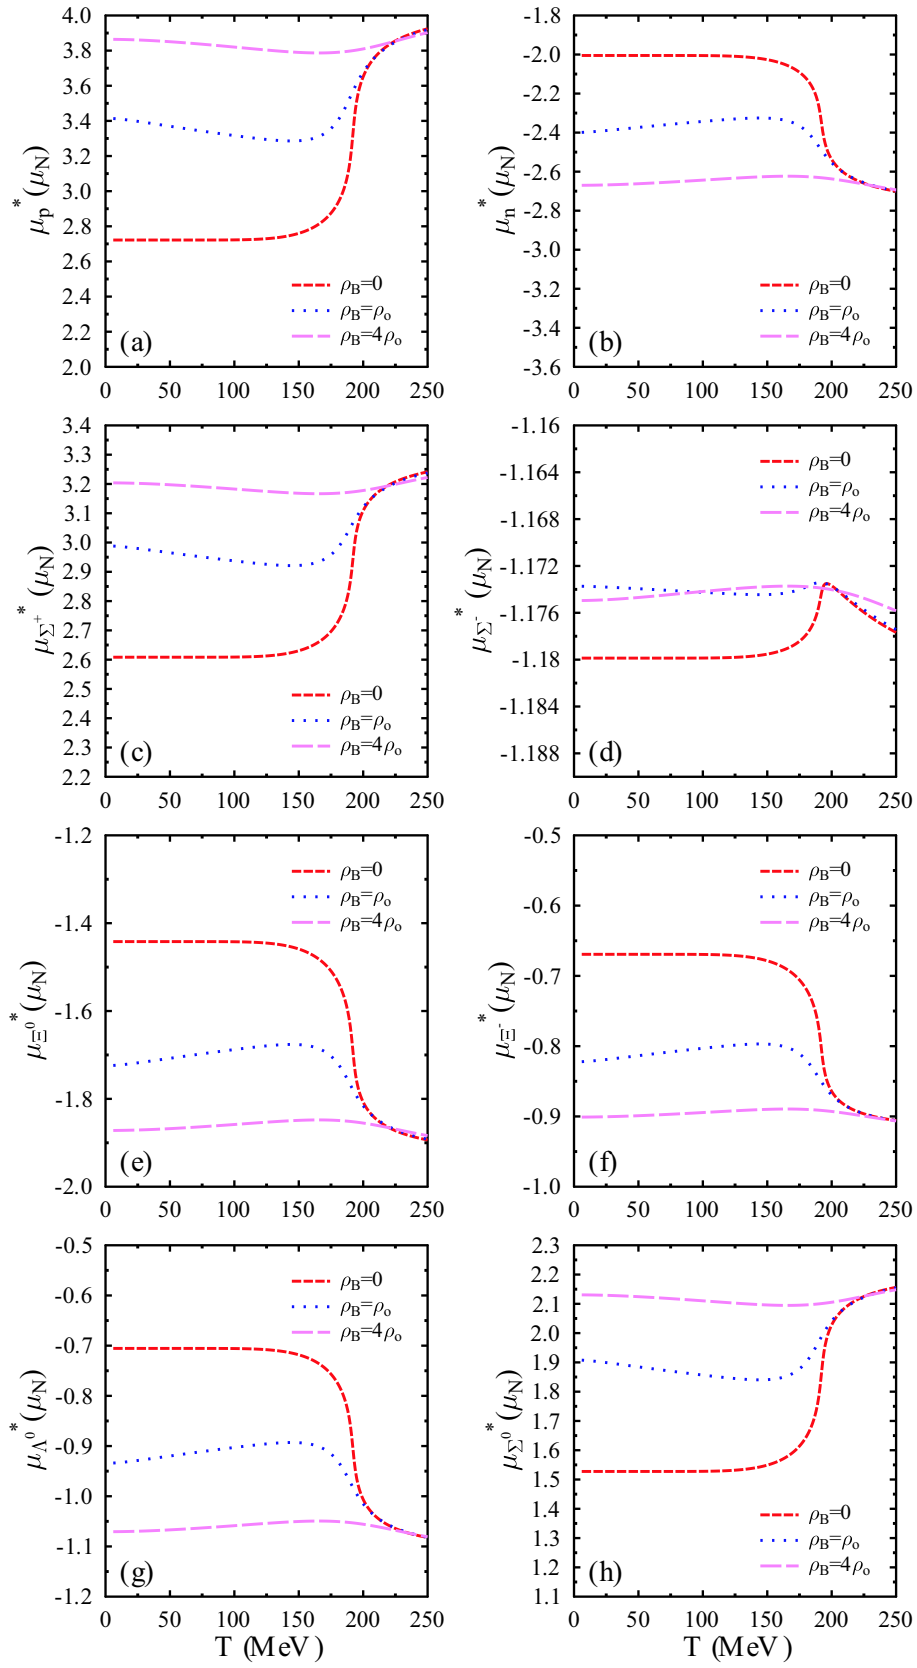 4.0
3.8
3.6
3.4
3.2
3.0
2.8
2.6
2.4
2.2
2.0
μp* (μN)
ρB=0
ρB=ρo
ρB=4ρo
(a)
0 50 100 150 200 250
-1.8
-2.0
-2.2
-2.4
-2.6
-2.8
-3.0
-3.2
-3.4
-3.6
μn* (μN)
ρB=0
ρB=ρo
ρB=4ρo
(b)
0 50 100 150 200 250
3.4
3.3
3.2
3.1
3.0
2.9
2.8
2.7
2.6
2.5
2.4
2.3
2.2
μΣ+* (μN)
ρB=0
ρB=ρo
ρB=4ρo
(c)
0 50 100 150 200 250
-1.16
-1.164
-1.168
-1.172
-1.176
-1.18
-1.184
-1.188
μΣ-* (μN)
ρB=0
ρB=ρo
ρB=4ρo
(d)
0 50 100 150 200 250
-1.2
-1.4
-1.6
-1.8
-2.0
μΞ0* (μN)
ρB=0
ρB=ρo
ρB=4ρo
(e)
0 50 100 150 200 250
-0.5
-0.6
-0.7
-0.8
-0.9
-1.0
μΞ-* (μN)
ρB=0
ρB=ρo
ρB=4ρo
(f)
0 50 100 150 200 250
-0.5
-0.6
-0.7
-0.8
-0.9
-1.0
-1.1
-1.2
μΛ0* (μN)
ρB=0
ρB=ρo
ρB=4ρo
(g)
0 50 100 150 200 250
T (MeV)
2.3
2.2
2.1
2.0
1.9
1.8
1.7
1.6
1.5
1.4
1.3
1.2
1.1
μΣ0* (μN)
ρB=0
ρB=ρo
ρB=4ρo
(h)
0 50 100 150 200 250
T (MeV)